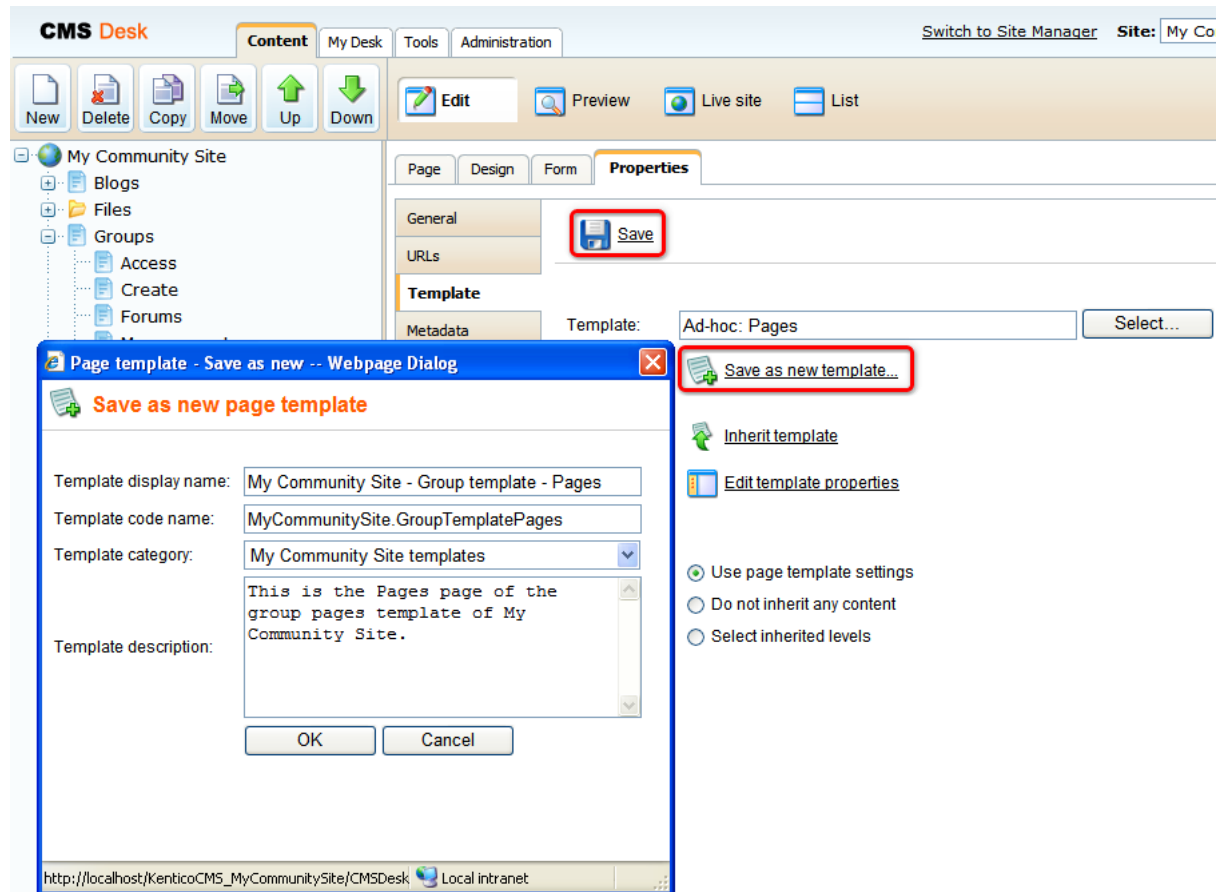 CMS Desk
Content My Desk Tools Administration
Switch to Site Manager Site: My Co
New Delete Copy Move Up Down
Edit Preview Live site List
My Community Site
Blogs
Files
Groups
Access
Create
Forums
Page Design Form Properties
General
URLs
Template
Metadata
Save
Template: Ad-hoc: Pages Select...
Save as new template...
Inherit template
Edit template properties
Use page template settings
Do not inherit any content
Select inherited levels
Page template - Save as new -- Webpage Dialog
Save as new page template
Template display name: My Community Site - Group template - Pages
Template code name: MyCommunitySite.GroupTemplatePages
Template category: My Community Site templates
Template description:
This is the Pages page of the
group pages template of My
Community Site.
OK Cancel
http://localhost/KenticoCMS_MyCommunitySite/CMSDesk Local intranet